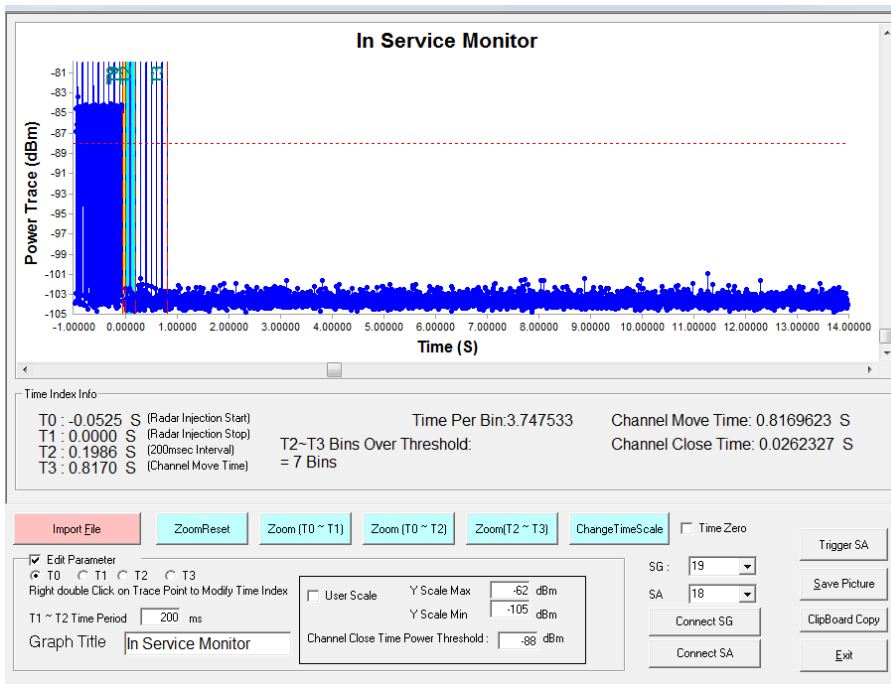 In Service Monitor
Power Trace (dBm)
-81
-83
-85
-87
-89
-91
-93
-95
-97
-99
-101
-103
-105
-1.00000 0.00000 1.00000 2.00000 3.00000 4.00000 5.00000 6.00000 7.00000 8.00000 9.00000 10.00000 11.00000 12.00000 13.00000 14.00000
Time (S)
Time Index Info
T0 : -0.0525 S (Radar Injection Start)
T1 : 0.0000 S (Radar Injection Stop)
T2 : 0.1986 S (200msec Interval)
T3 : 0.8170 S (Channel Move Time)
Time Per Bin:3.747533
T2~T3 Bins Over Threshold:
= 7 Bins
Channel Move Time: 0.8169623 S
Channel Close Time: 0.0262327 S
Import File ZoomReset Zoom (T0 ~ T1) Zoom (T0 ~ T2) Zoom(T2 ~ T3) ChangeTimeScale Time Zero
Edit Parameter
T0 T1 T2 T3
Right double Click on Trace Point to Modify Time Index
T1 ~ T2 Time Period 200 ms
Graph Title In Service Monitor
User Scale Y Scale Max -62 dBm
Y Scale Min -105 dBm
Channel Close Time Power Threshold : -88 dBm
SG : 19
SA 18
Connect SG
Connect SA
Trigger SA
Save Picture
ClipBoard Copy
Exit